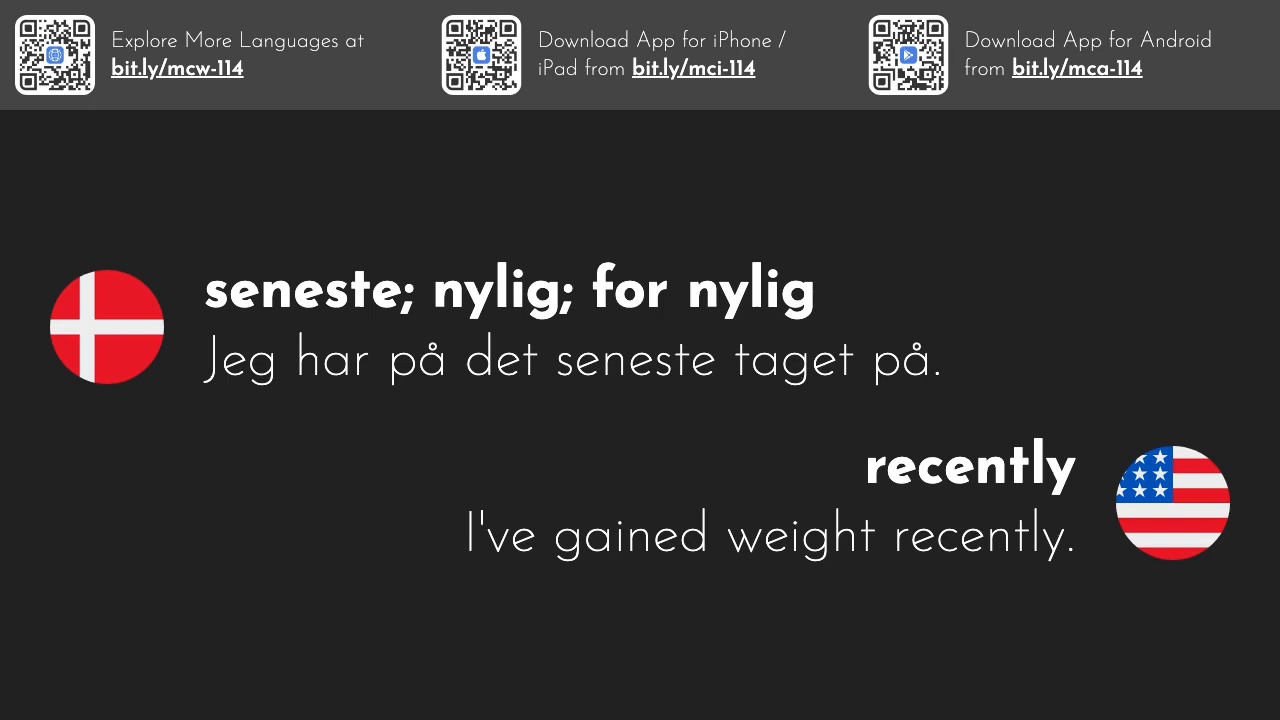 Explore More Languages at
bit.ly/mcw-114
Download App for iPhone /
iPad from bit.ly/mci-114
Download App for Android
from bit.ly/mca-114
seneste; nylig; for nylig
Jeg har på det seneste taget på.
recently
I've gained weight recently.